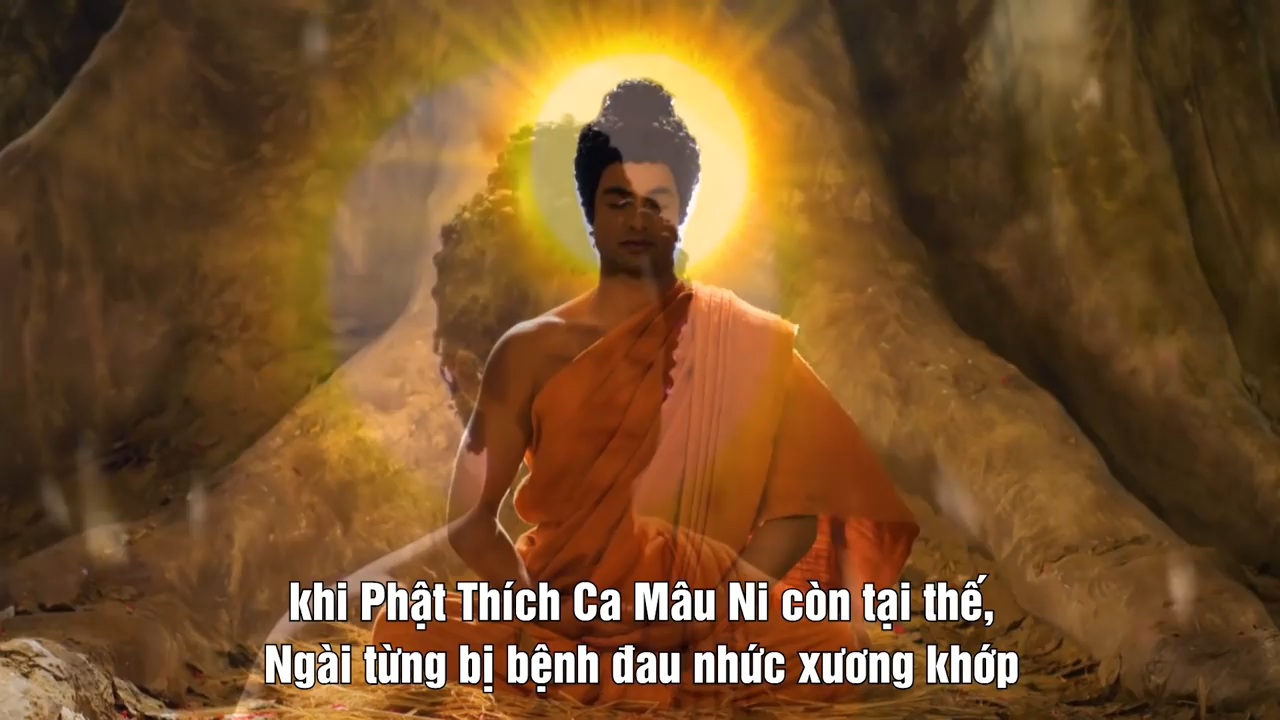 khi Phật Thích Ca Mâu Ni còn tại thế,
Ngài từng bị bệnh đau nhức xương khớp